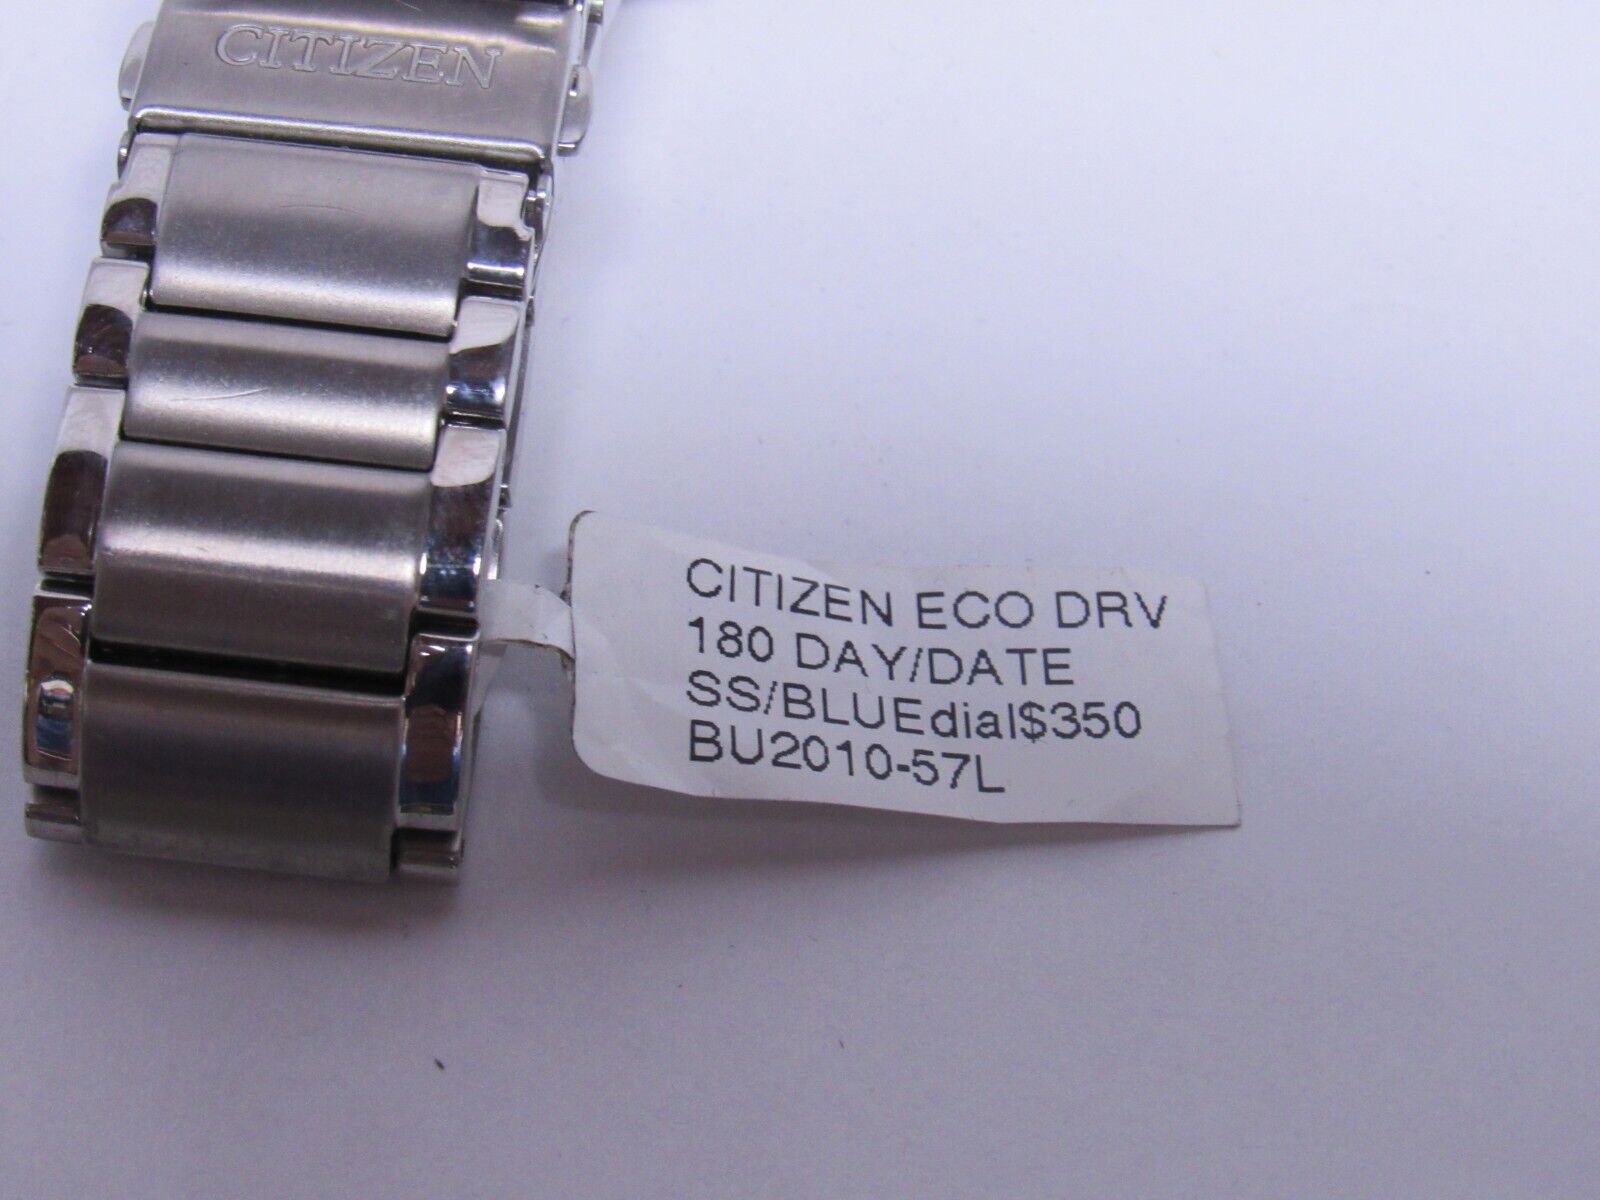 CITIZEN
CITIZEN ECO DRV
180 DAY/DATE
SS/BLUEdial$350
BU2010-57L